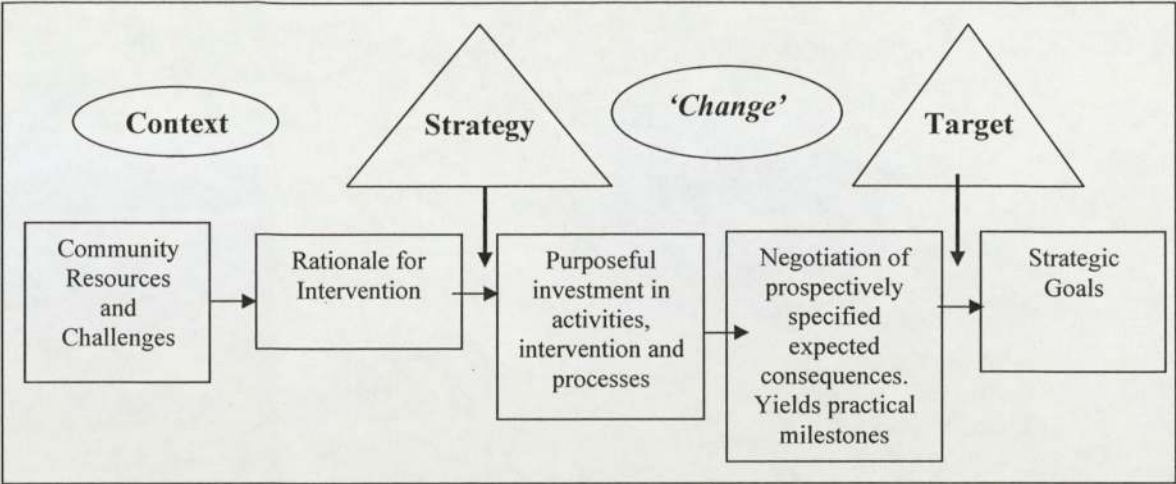 Context
Strategy
'Change'
Target
Community
Resources
and
Challenges
Rationale for
Intervention
Purposeful
investment in
activities,
intervention and
processes
Negotiation of
prospectively
specified
expected
consequences.
Yields practical
milestones
Strategic
Goals